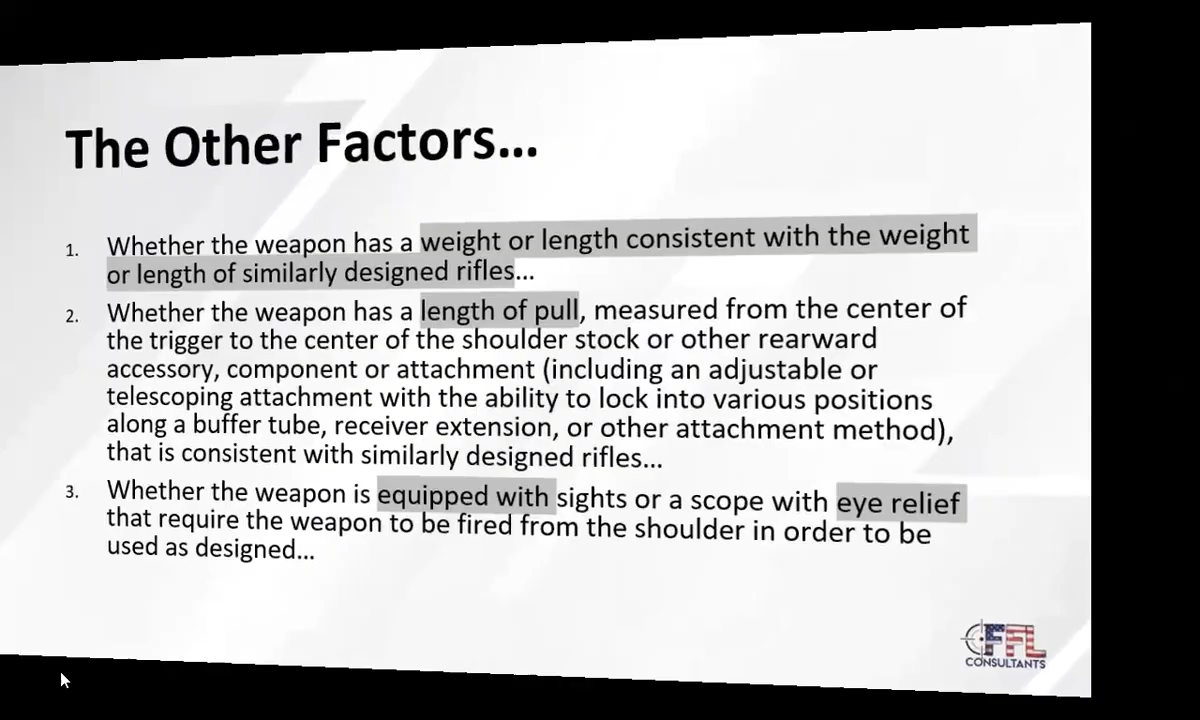 The Other Factors...
1. Whether the weapon has a weight or length consistent with the weight
or length of similarly designed rifles...
2. Whether the weapon has a length of pull, measured from the center of
the trigger to the center of the shoulder stock or other rearward
accessory, component or attachment (including an adjustable or
telescoping attachment with the ability to lock into various positions
along a buffer tube, receiver extension, or other attachment method),
that is consistent with similarly designed rifles...
3. Whether the weapon is equipped with sights or a scope with eye relief
that require the weapon to be fired from the shoulder in order to be
used as designed...
FFL
CONSULTANTS